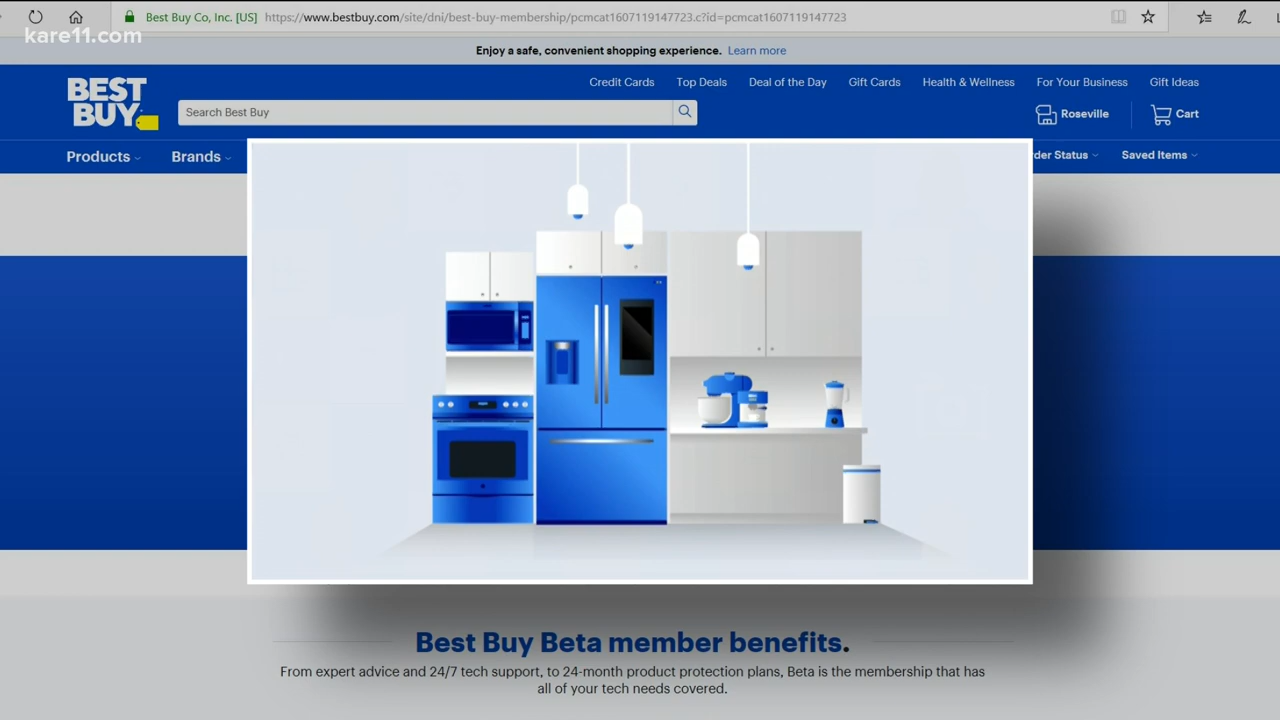 Best Buy Co, Inc. [US] https://www.bestbuy.com/site/dni/best-buy-membership/pcmcat1607119147723.c?id=pcmcat1607119147723
kare11.com
Enjoy a safe, convenient shopping experience. Learn more
Credit Cards Top Deals Deal of the Day Gift Cards Health & Wellness For Your Business Gift Ideas
BEST
BUY
Search Best Buy
Roseville
Cart
Products Brands
rder Status Saved Items
Best Buy Beta member benefits.
From expert advice and 24/7 tech support, to 24-month product protection plans, Beta is the membership that has
all of your tech needs covered.